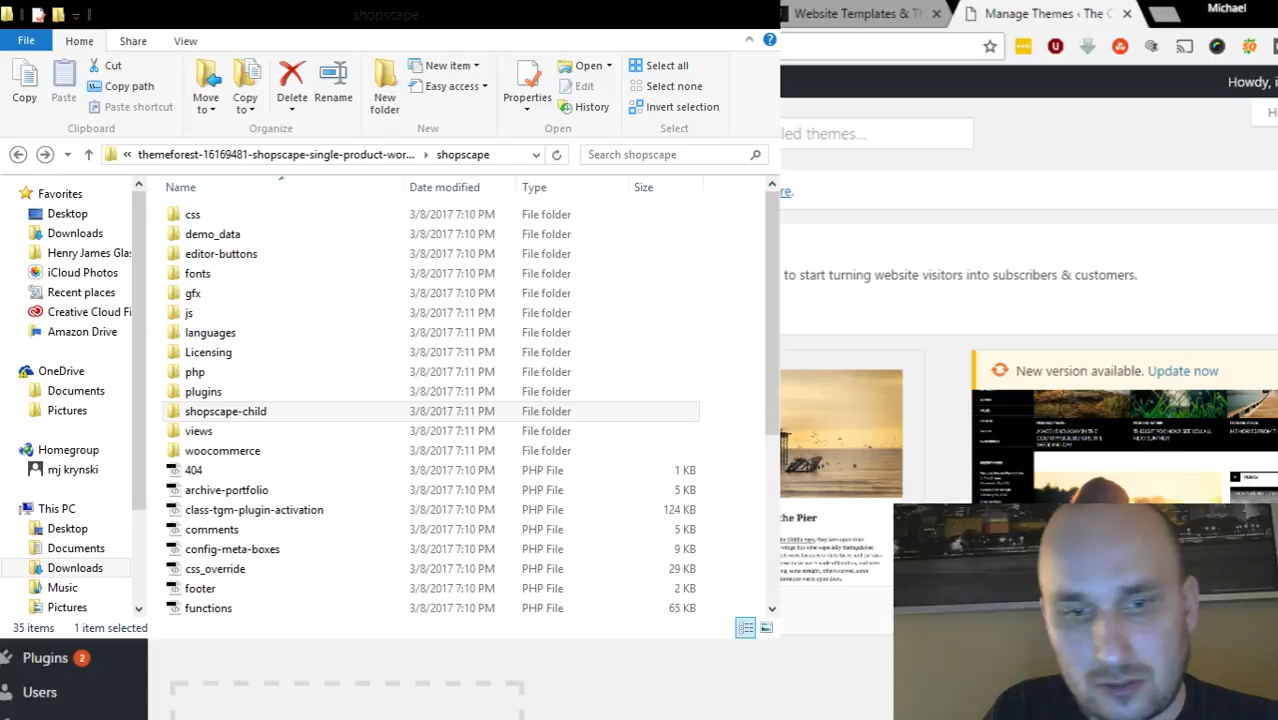 shopscape
Website Templates & Th
Manage Themes ‹ The C
Michael
File
Home
Share
View
Copy
Paste
Cut
Copy path
Paste shortcut
Clipboard
Move to
Copy to
Delete
Rename
Organize
New folder
New item
Easy access
New
Properties
Open
Edit
History
Open
Select all
Select none
Invert selection
Select
Howdy, i
led themes...
themeforest-16169481-shopscape-single-product-wor...
shopscape
Search shopscape
re.
Name Date modified Type Size
Favorites
Desktop
Downloads
Henry James Glas
iCloud Photos
Recent places
Creative Cloud Fi
Amazon Drive
OneDrive
Documents
Pictures
Homegroup
mj krynski
This PC
Desktop
Documents
Downloads
Music
Pictures
css 3/8/2017 7:10 PM File folder
demo_data 3/8/2017 7:10 PM File folder
editor-buttons 3/8/2017 7:10 PM File folder
fonts 3/8/2017 7:10 PM File folder
gfx 3/8/2017 7:10 PM File folder
js 3/8/2017 7:11 PM File folder
languages 3/8/2017 7:11 PM File folder
Licensing 3/8/2017 7:11 PM File folder
php 3/8/2017 7:11 PM File folder
plugins 3/8/2017 7:11 PM File folder
shopscape-child 3/8/2017 7:11 PM File folder
views 3/8/2017 7:11 PM File folder
woocommerce 3/8/2017 7:11 PM File folder
404 3/8/2017 7:10 PM PHP File 1 KB
archive-portfolio 3/8/2017 7:10 PM PHP File 5 KB
class-tgm-plugin-activation 3/8/2017 7:10 PM PHP File 124 KB
comments 3/8/2017 7:10 PM PHP File 5 KB
config-meta-boxes 3/8/2017 7:10 PM PHP File 9 KB
css_override 3/8/2017 7:10 PM PHP File 29 KB
footer 3/8/2017 7:10 PM PHP File 2 KB
functions 3/8/2017 7:10 PM PHP File 65 KB
35 items 1 item selected
to start turning website visitors into subscribers & customers.
New version available. Update now
the Pier
Plugins 2
Users